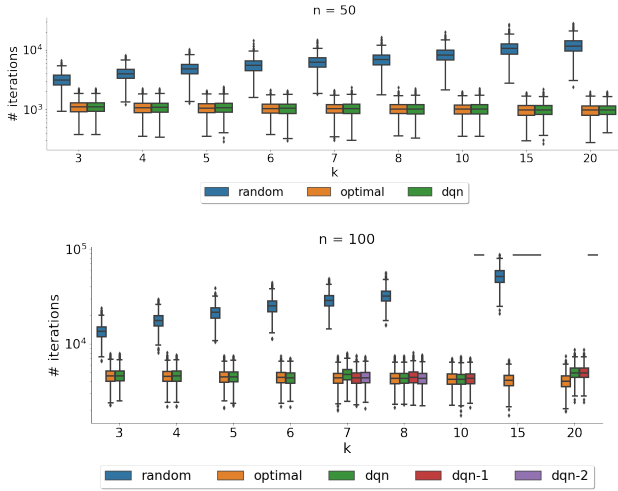 n = 50
# iterations
10⁴
10³
3 4 5 6 7 8 10 15 20
k
random optimal dqn
n = 100
# iterations
10⁵
10⁴
3 4 5 6 7 8 10 15 20
k
random optimal dqn dqn-1 dqn-2